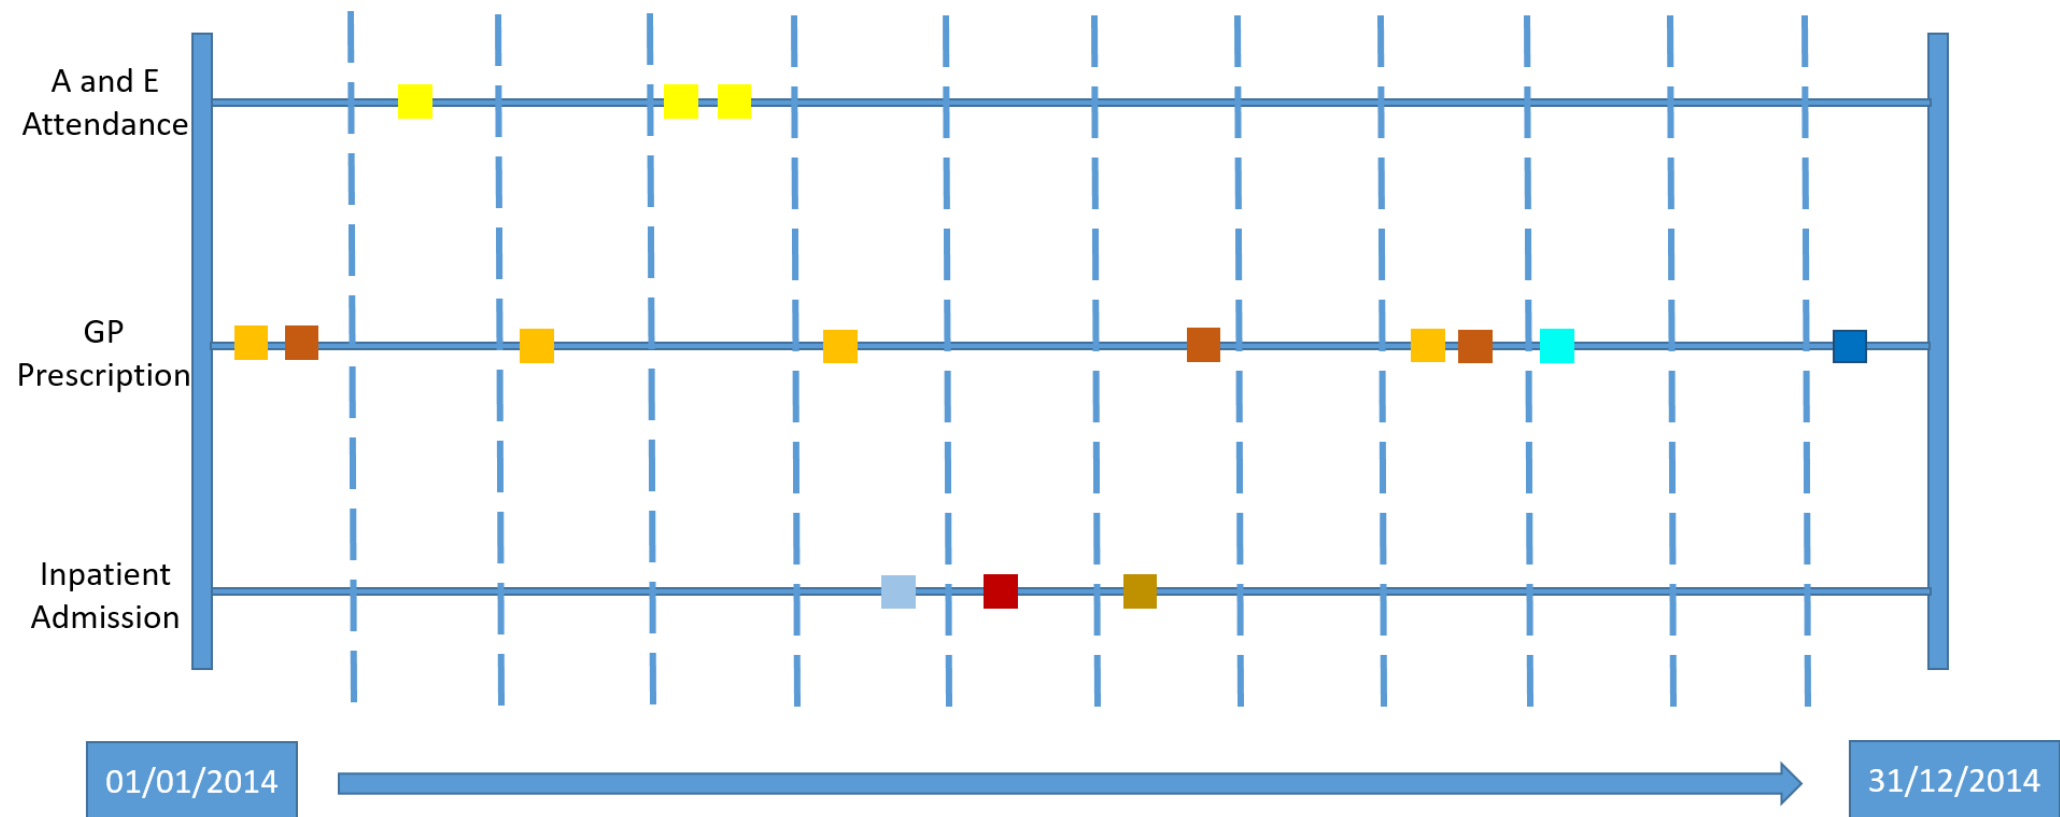 A and E
Attendance
GP
Prescription
Inpatient
Admission
01/01/2014
31/12/2014